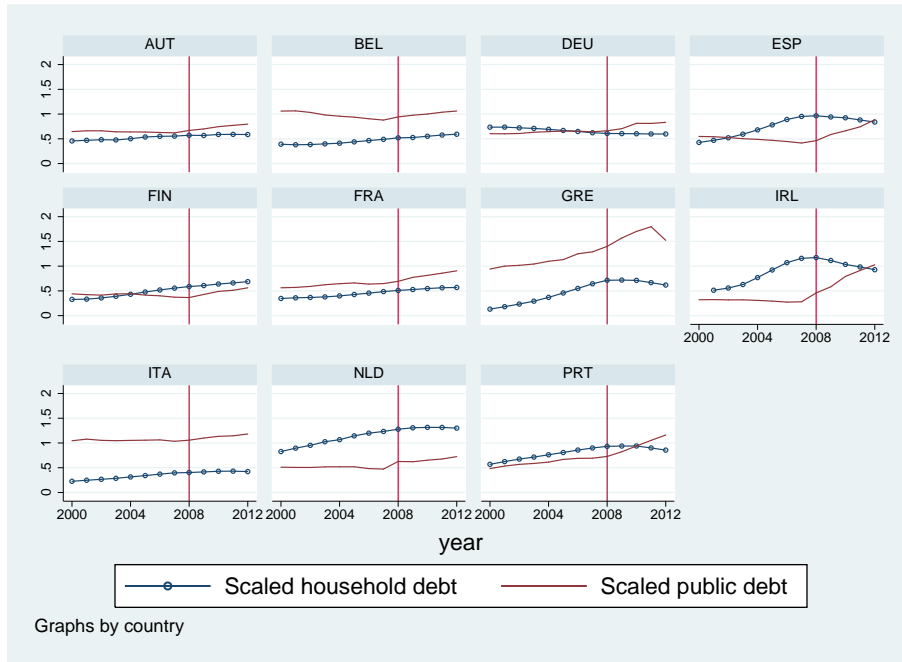 AUT BEL DEU ESP
2
1.5
1
.5
0
FIN FRA GRE IRL
2
1.5
1
.5
0
2000 2004 2008 2012
ITA NLD PRT
2
1.5
1
.5
0
2000 2004 2008 2012 2000 2004 2008 2012 2000 2004 2008 2012
year
Scaled household debt Scaled public debt
Graphs by country